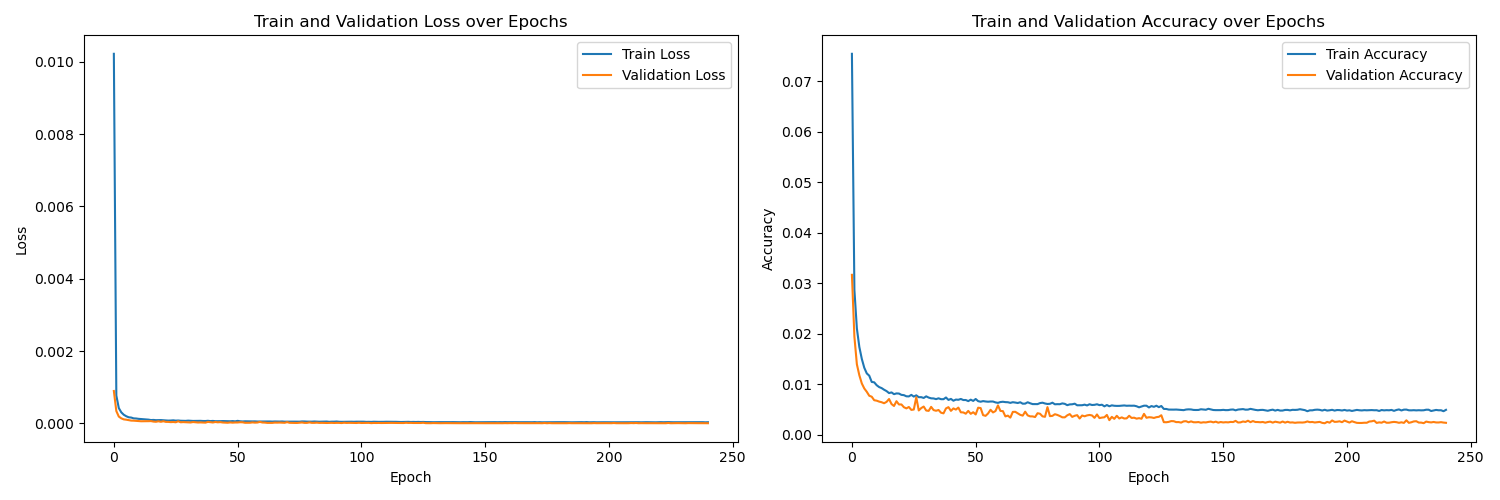 Train and Validation Loss over Epochs
Train Loss
Validation Loss
0.010
0.008
0.006
0.004
0.002
0.000
Loss
0 50 100 150 200 250
Epoch
Train and Validation Accuracy over Epochs
Train Accuracy
Validation Accuracy
0.07
0.06
0.05
0.04
0.03
0.02
0.01
0.00
Accuracy
0 50 100 150 200 250
Epoch